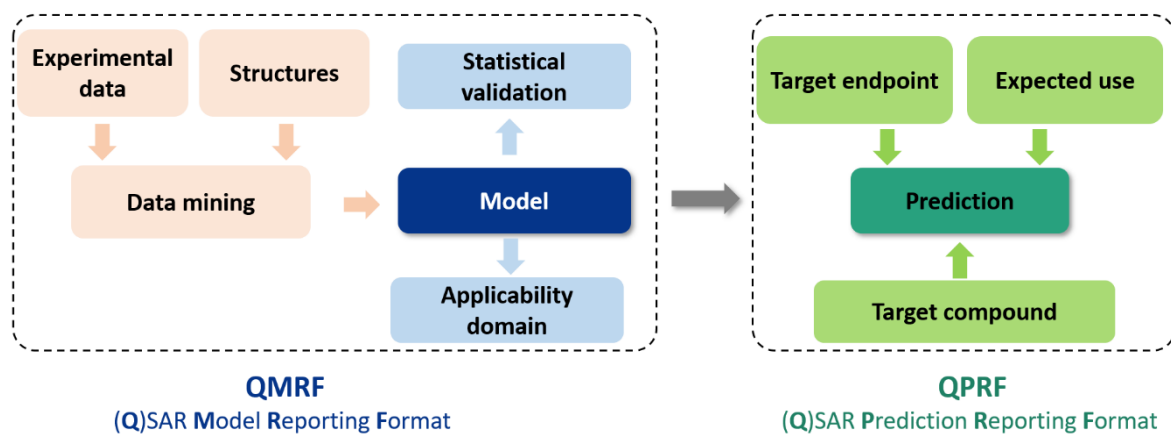 Experimental
data
Structures
Data mining
Statistical
validation
Model
Applicability
domain
QMRF
(Q)SAR Model Reporting Format
Target endpoint
Expected use
Prediction
Target compound
QPRF
(Q)SAR Prediction Reporting Format